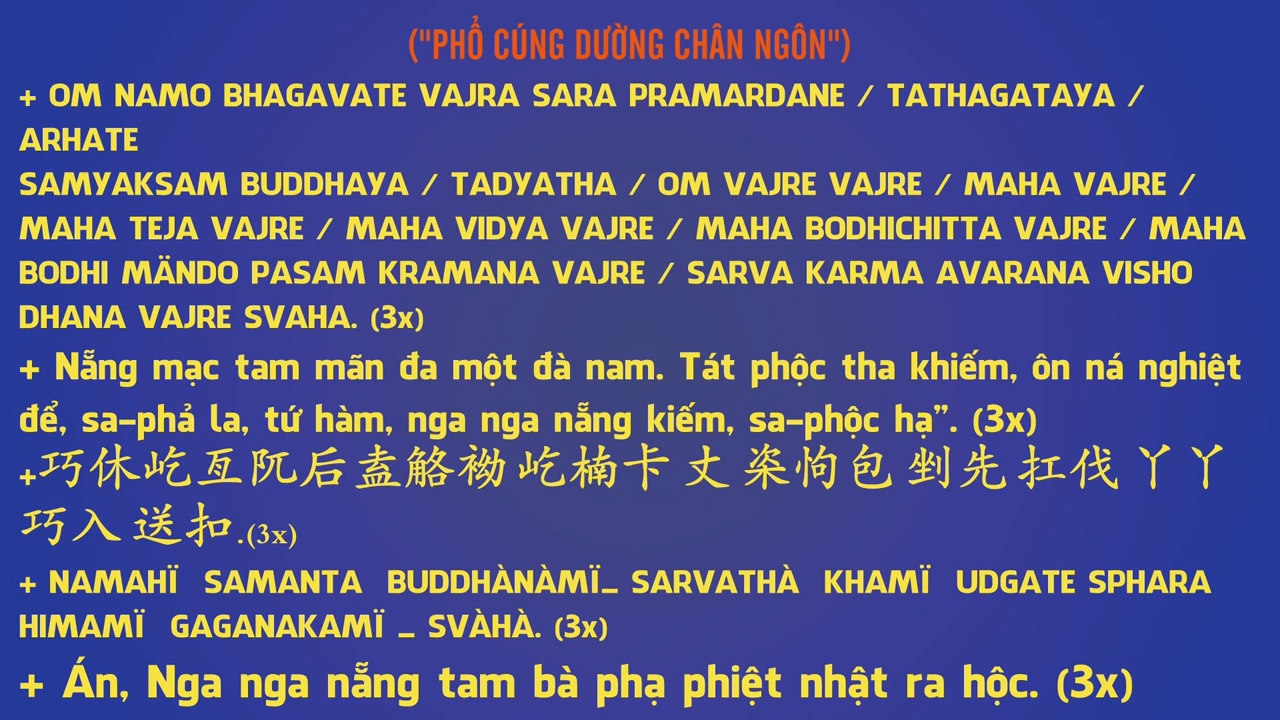 ("PHỔ CÚNG DƯỜNG CHÂN NGÔN")
+ OM NAMO BHAGAVATE VAJRA SARA PRAMARDANE / TATHAGATAYA /
ARHATE
SAMYAKSAM BUDDHAYA / TADYATHA / OM VAJRE VAJRE / MAHA VAJRE /
MAHA TEJA VAJRE / MAHA VIDYA VAJRE / MAHA BODHICHITTA VAJRE / MAHA
BODHI MÄNDO PASAM KRAMANA VAJRE / SARVA KARMA AVARANA VISHO
DHANA VAJRE SVAHA. (3x)
+ Nẵng mạc tam mãn đa một đà nam. Tát phộc tha khiếm, ôn ná nghiệt
để, sa-phả la, tứ hàm, nga nga nẵng kiếm, sa-phộc hạ”. (3x)
+巧休屹亙阢后盍觡袎屹楠卡丈栥怐包剉先扛伐丫丫
巧入送扣.(3x)
+ NAMAHÏ SAMANTA BUDDHÀNÀMÏ_ SARVATHÀ KHAMÏ UDGATE SPHARA
HIMAMÏ GAGANAKAMÏ _ SVÀHÀ. (3x)
+ Án, Nga nga nẵng tam bà phạ phiệt nhật ra hộc. (3x)